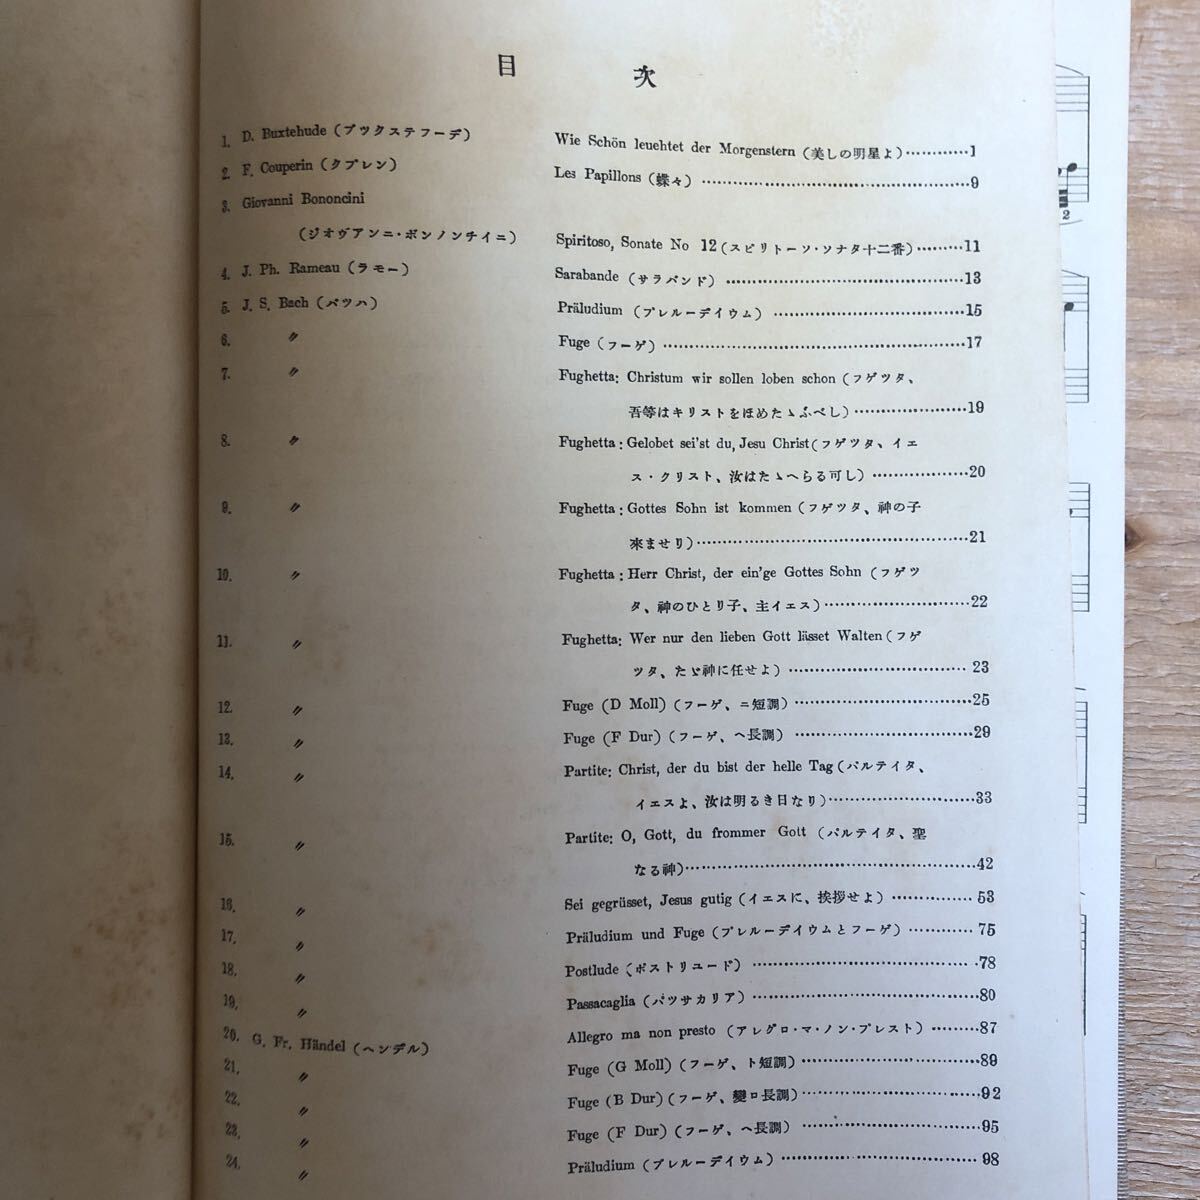 目 次
1. D. Buxtehude (ブツクステフーデ) Wie Schön leuehtet der Morgenstern (美しの明星よ)…………1
2. F. Couperin (クプレン) Les Papillons (蝶々) ……………………………………9
3. Giovanni Bononcini
(ジオヴアンニ・ボンノンチイニ) Spiritoso, Sonate No 12 (スピリトーソ・ソナタ十二番)………11
4. J. Ph. Rameau (ラモー) Sarabande (サラバンド) ………………………………13
5. J. S. Bach (バツハ) Präludium (プレルーデイウム) …………………………15
6. 〃 Fuge (フーゲ) …………………………………………17
7. 〃 Fughetta: Christum wir sollen loben schon (フゲツタ、
吾等はキリストをほめたゝふべし) ………………19
8. 〃 Fughetta: Gelobet sei'st du, Jesu Christ (フゲツタ、イエ
ス・クリスト、汝はたゝへらる可し) ………………20
9. 〃 Fughetta: Gottes Sohn ist kommen (フゲツタ、神の子
來ませり)……………………………………21
10. 〃 Fughetta: Herr Christ, der ein'ge Gottes Sohn (フゲツ
タ、神のひとり子、主イエス)…………………22
11. 〃 Fughetta: Wer nur den lieben Gott lässet Walten (フゲ
ツタ、たゞ神に任せよ) ……………………… 23
12. 〃 Fuge (D Moll) (フーゲ、ニ短調) ………………………25
13. 〃 Fuge (F Dur) (フーゲ、ヘ長調) ………………………29
14. 〃 Partite: Christ, der du bist der helle Tag (パルテイタ、
イエスよ、汝は明るき日なり)…………………33
15. 〃 Partite: O, Gott, du frommer Gott (パルテイタ、聖
なる神)………………………………………42
16. 〃 Sei gegrüsset, Jesus gutig (イエスに、挨拶せよ) ………… 53
17. 〃 Präludium und Fuge (プレルーデイウムとフーゲ) ………… 75
18. 〃 Postlude (ポストリユード) ……………………………78
19. 〃 Passacaglia (パツサカリア) ………………………………80
20. G. Fr. Händel (ヘンデル) Allegro ma non presto (アレグロ・マ・ノン・プレスト) ………87
21. 〃 Fuge (G Moll) (フーゲ、ト短調)………………………89
22. 〃 Fuge (B Dur) (フーゲ、變ロ長調)………………………92
23. 〃 Fuge (F Dur) (フーゲ、ヘ長調) ………………………95
24. 〃 Präludium (プレルーデイウム) ………………………… 98
2